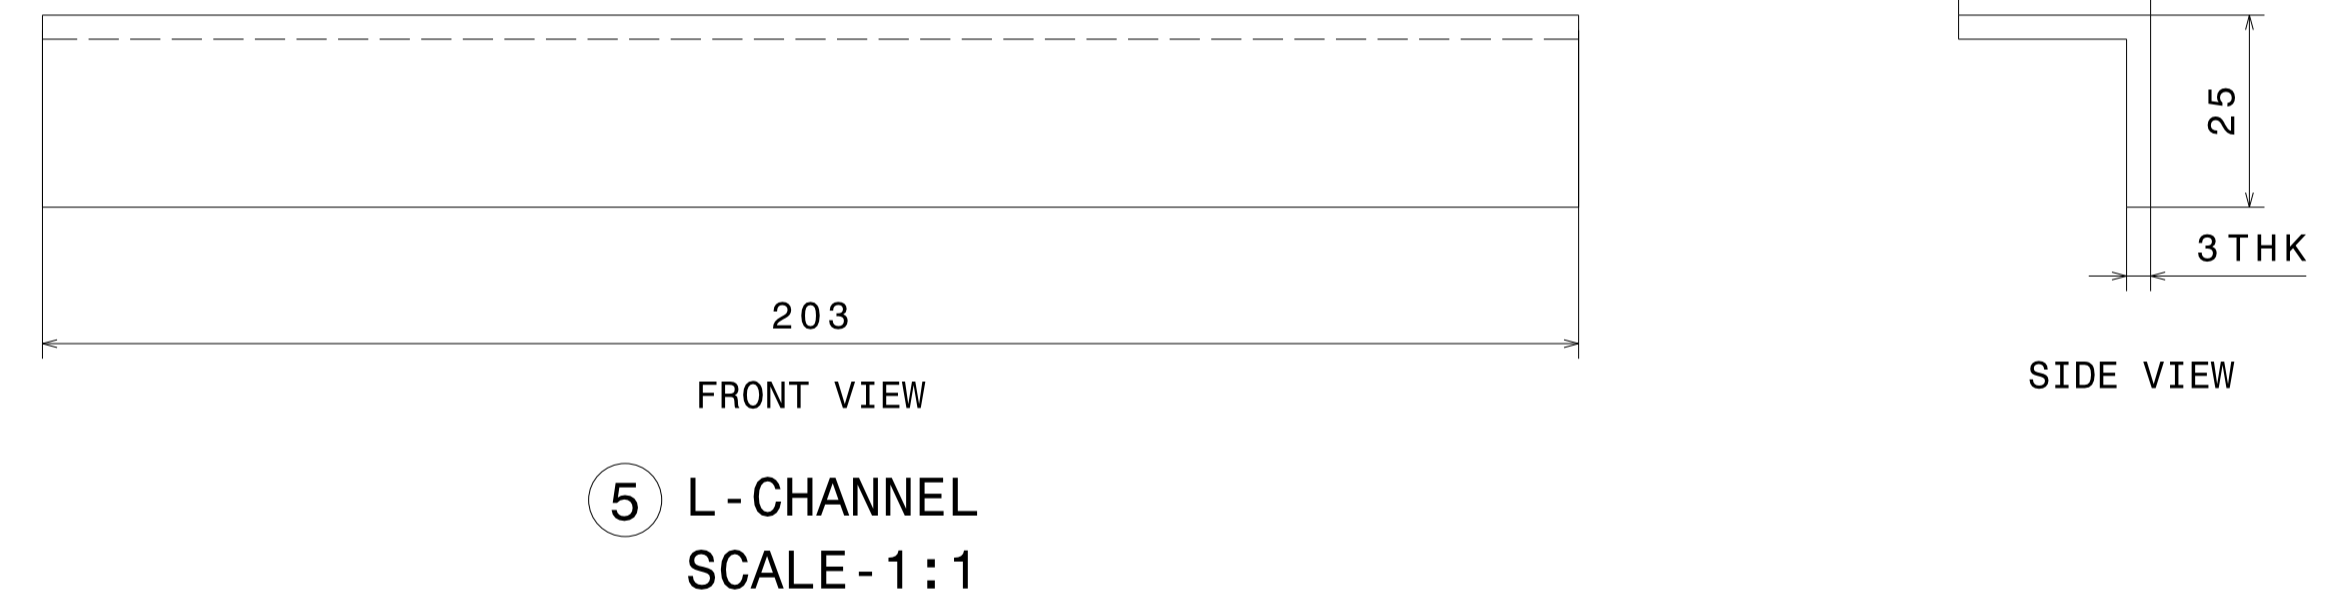 25
3THK
203
FRONT VIEW
SIDE VIEW
5 L-CHANNEL
SCALE-1:1